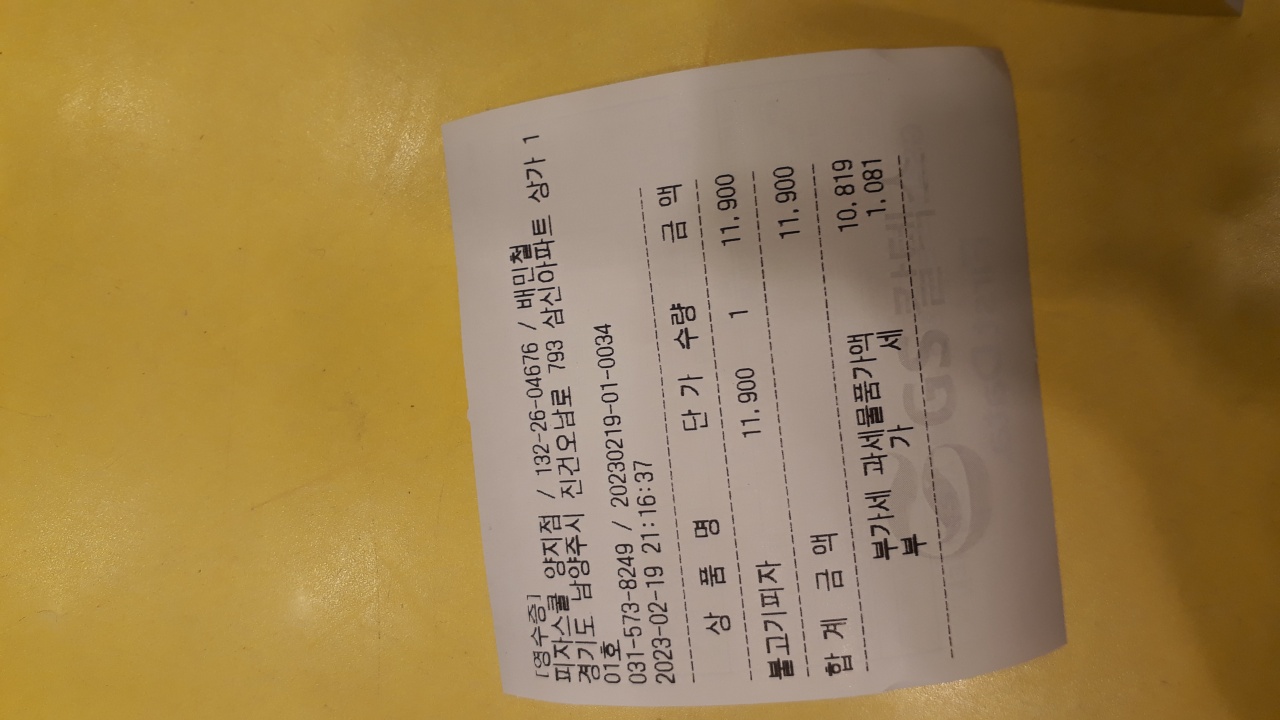 [영수증]
피자스쿨 양지점 / 132-26-04676 / 배민철
경기도 남양주시 진건오남로 793 삼신아파트 상가 1
01호
031-573-8249 / 20230219-01-0034
2023-02-19 21:16:37
상 품 명 단 가 수량 금 액
불고기피자 11,900 1 11,900
합 계 금 액 11,900
부가세 과세물품가액 10,819
부 가 세 1,081
GS